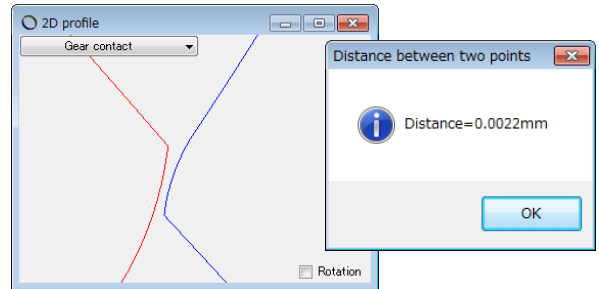 2D profile
Gear contact
Rotation
Distance between two points
Distance=0.0022mm
OK